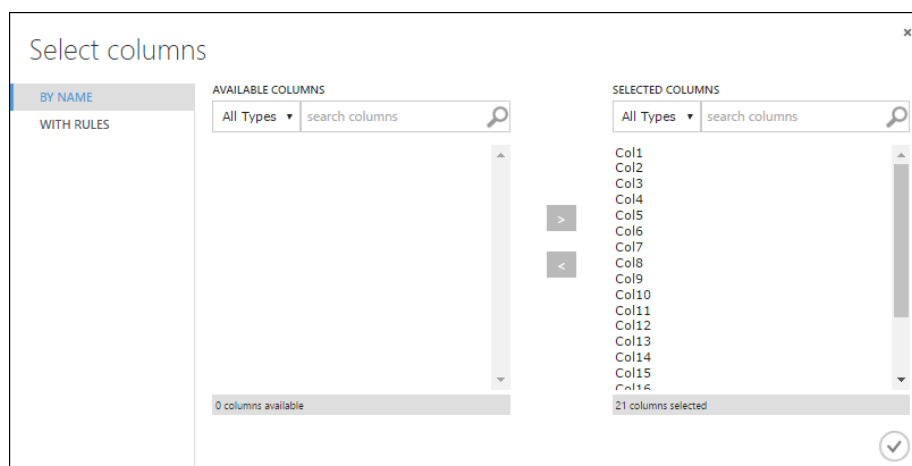 Select columns
BY NAME
WITH RULES
AVAILABLE COLUMNS
All Types
search columns
0 columns available
>
<
SELECTED COLUMNS
All Types
search columns
Col1
Col2
Col3
Col4
Col5
Col6
Col7
Col8
Col9
Col10
Col11
Col12
Col13
Col14
Col15
Col16
21 columns selected